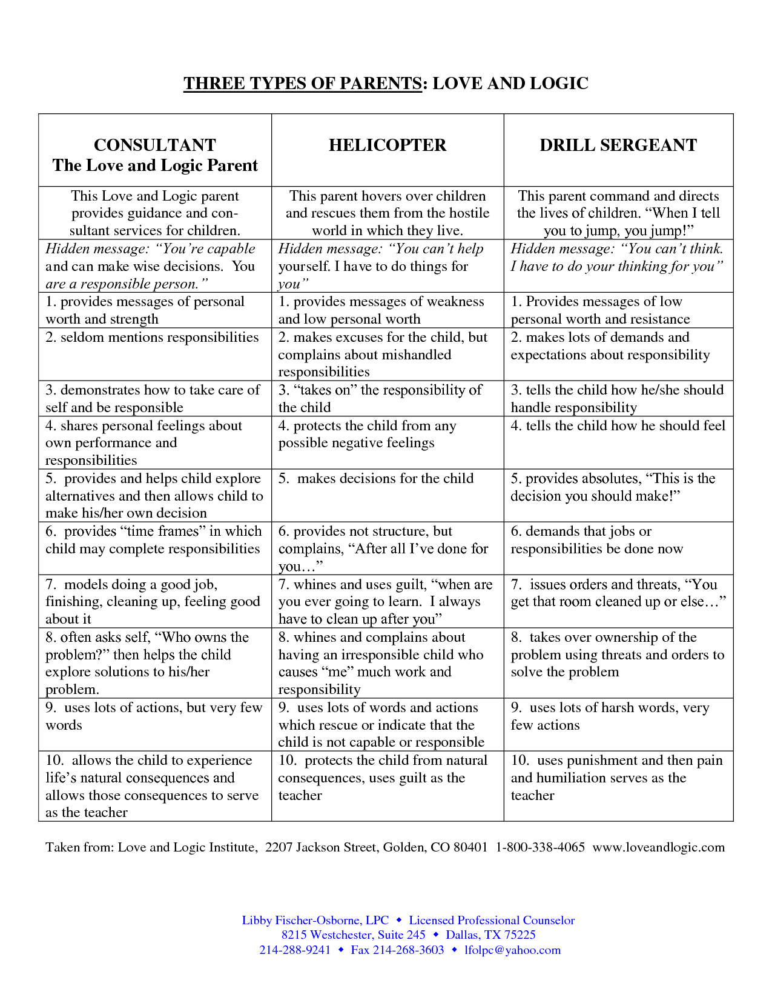 THREE TYPES OF PARENTS: LOVE AND LOGIC
CONSULTANT
The Love and Logic Parent
HELICOPTER
DRILL SERGEANT
This Love and Logic parent
provides guidance and con-
sultant services for children.
This parent hovers over children
and rescues them from the hostile
world in which they live.
This parent command and directs
the lives of children. “When I tell
you to jump, you jump!”
Hidden message: “You’re capable
and can make wise decisions.  You
are a responsible person.”
Hidden message: “You can’t help
yourself. I have to do things for
you”
Hidden message: “You can’t think.
I have to do your thinking for you”
1. provides messages of personal
worth and strength
1. provides messages of weakness
and low personal worth
1. Provides messages of low
personal worth and resistance
2. seldom mentions responsibilities
2. makes excuses for the child, but
complains about mishandled
responsibilities
2. makes lots of demands and
expectations about responsibility
3. demonstrates how to take care of
self and be responsible
3. “takes on” the responsibility of
the child
3. tells the child how he/she should
handle responsibility
4. shares personal feelings about
own performance and
responsibilities
4. protects the child from any
possible negative feelings
4. tells the child how he should feel
5.  provides and helps child explore
alternatives and then allows child to
make his/her own decision
5.  makes decisions for the child
5. provides absolutes, “This is the
decision you should make!”
6.  provides “time frames” in which
child may complete responsibilities
6. provides not structure, but
complains, “After all I’ve done for
you…”
6. demands that jobs or
responsibilities be done now
7.  models doing a good job,
finishing, cleaning up, feeling good
about it
7. whines and uses guilt, “when are
you ever going to learn.  I always
have to clean up after you”
7.  issues orders and threats, “You
get that room cleaned up or else…”
8. often asks self, “Who owns the
problem?” then helps the child
explore solutions to his/her
problem.
8. whines and complains about
having an irresponsible child who
causes “me” much work and
responsibility
8.  takes over ownership of the
problem using threats and orders to
solve the problem
9.  uses lots of actions, but very few
words
9.  uses lots of words and actions
which rescue or indicate that the
child is not capable or responsible
9.  uses lots of harsh words, very
few actions
10.  allows the child to experience
life’s natural consequences and
allows those consequences to serve
as the teacher
10.  protects the child from natural
consequences, uses guilt as the
teacher
10.  uses punishment and then pain
and humiliation serves as the
teacher
Taken from: Love and Logic Institute,  2207 Jackson Street, Golden, CO 80401  1-800-338-4065  www.loveandlogic.com
Libby Fischer-Osborne, LPC ◆ Licensed Professional Counselor
8215 Westchester, Suite 245 ◆ Dallas, TX 75225
214-288-9241 ◆ Fax 214-268-3603 ◆ lfolpc@yahoo.com